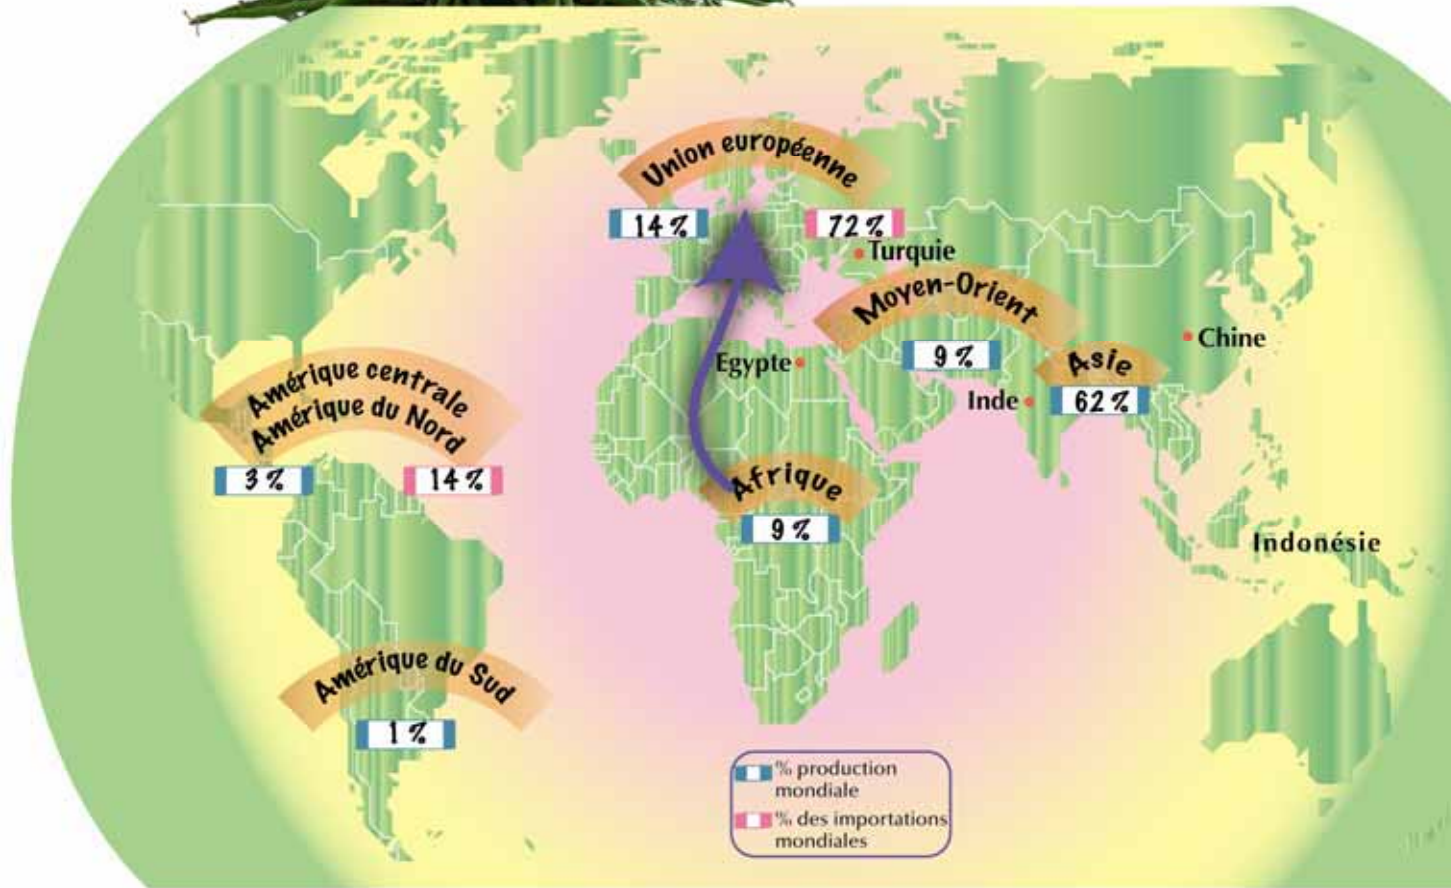 Union européenne
14 %
72 %
Turquie
Moyen-Orient
9 %
Chine
Egypte
Asie
Inde
62 %
Amérique centrale
Amérique du Nord
3 %
14 %
Afrique
9 %
Indonésie
Amérique du Sud
1 %
% production
mondiale
% des importations
mondiales